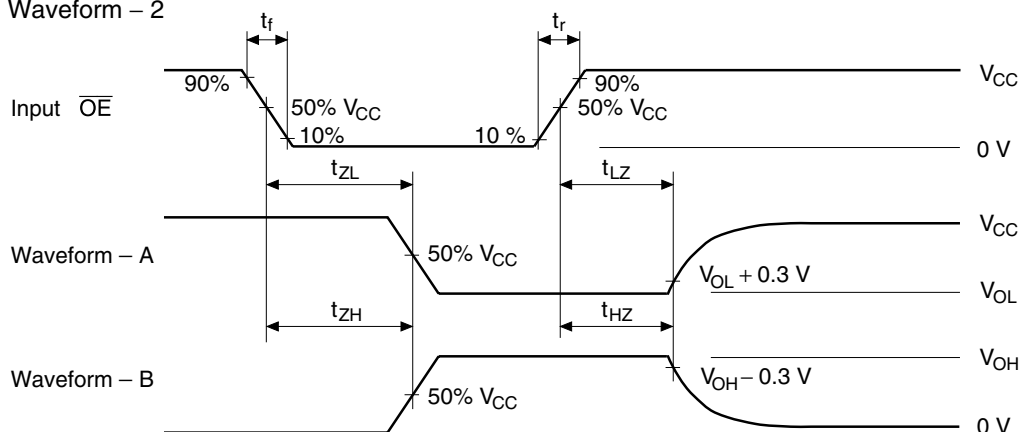 Waveform – 2
tf
tr
90%
90%
VCC
Input OE
50% VCC
50% VCC
10%
10 %
0 V
tZL
tLZ
VCC
Waveform – A
50% VCC
VOL + 0.3 V
VOL
tZH
tHZ
VOH
Waveform – B
VOH – 0.3 V
50% VCC
0 V